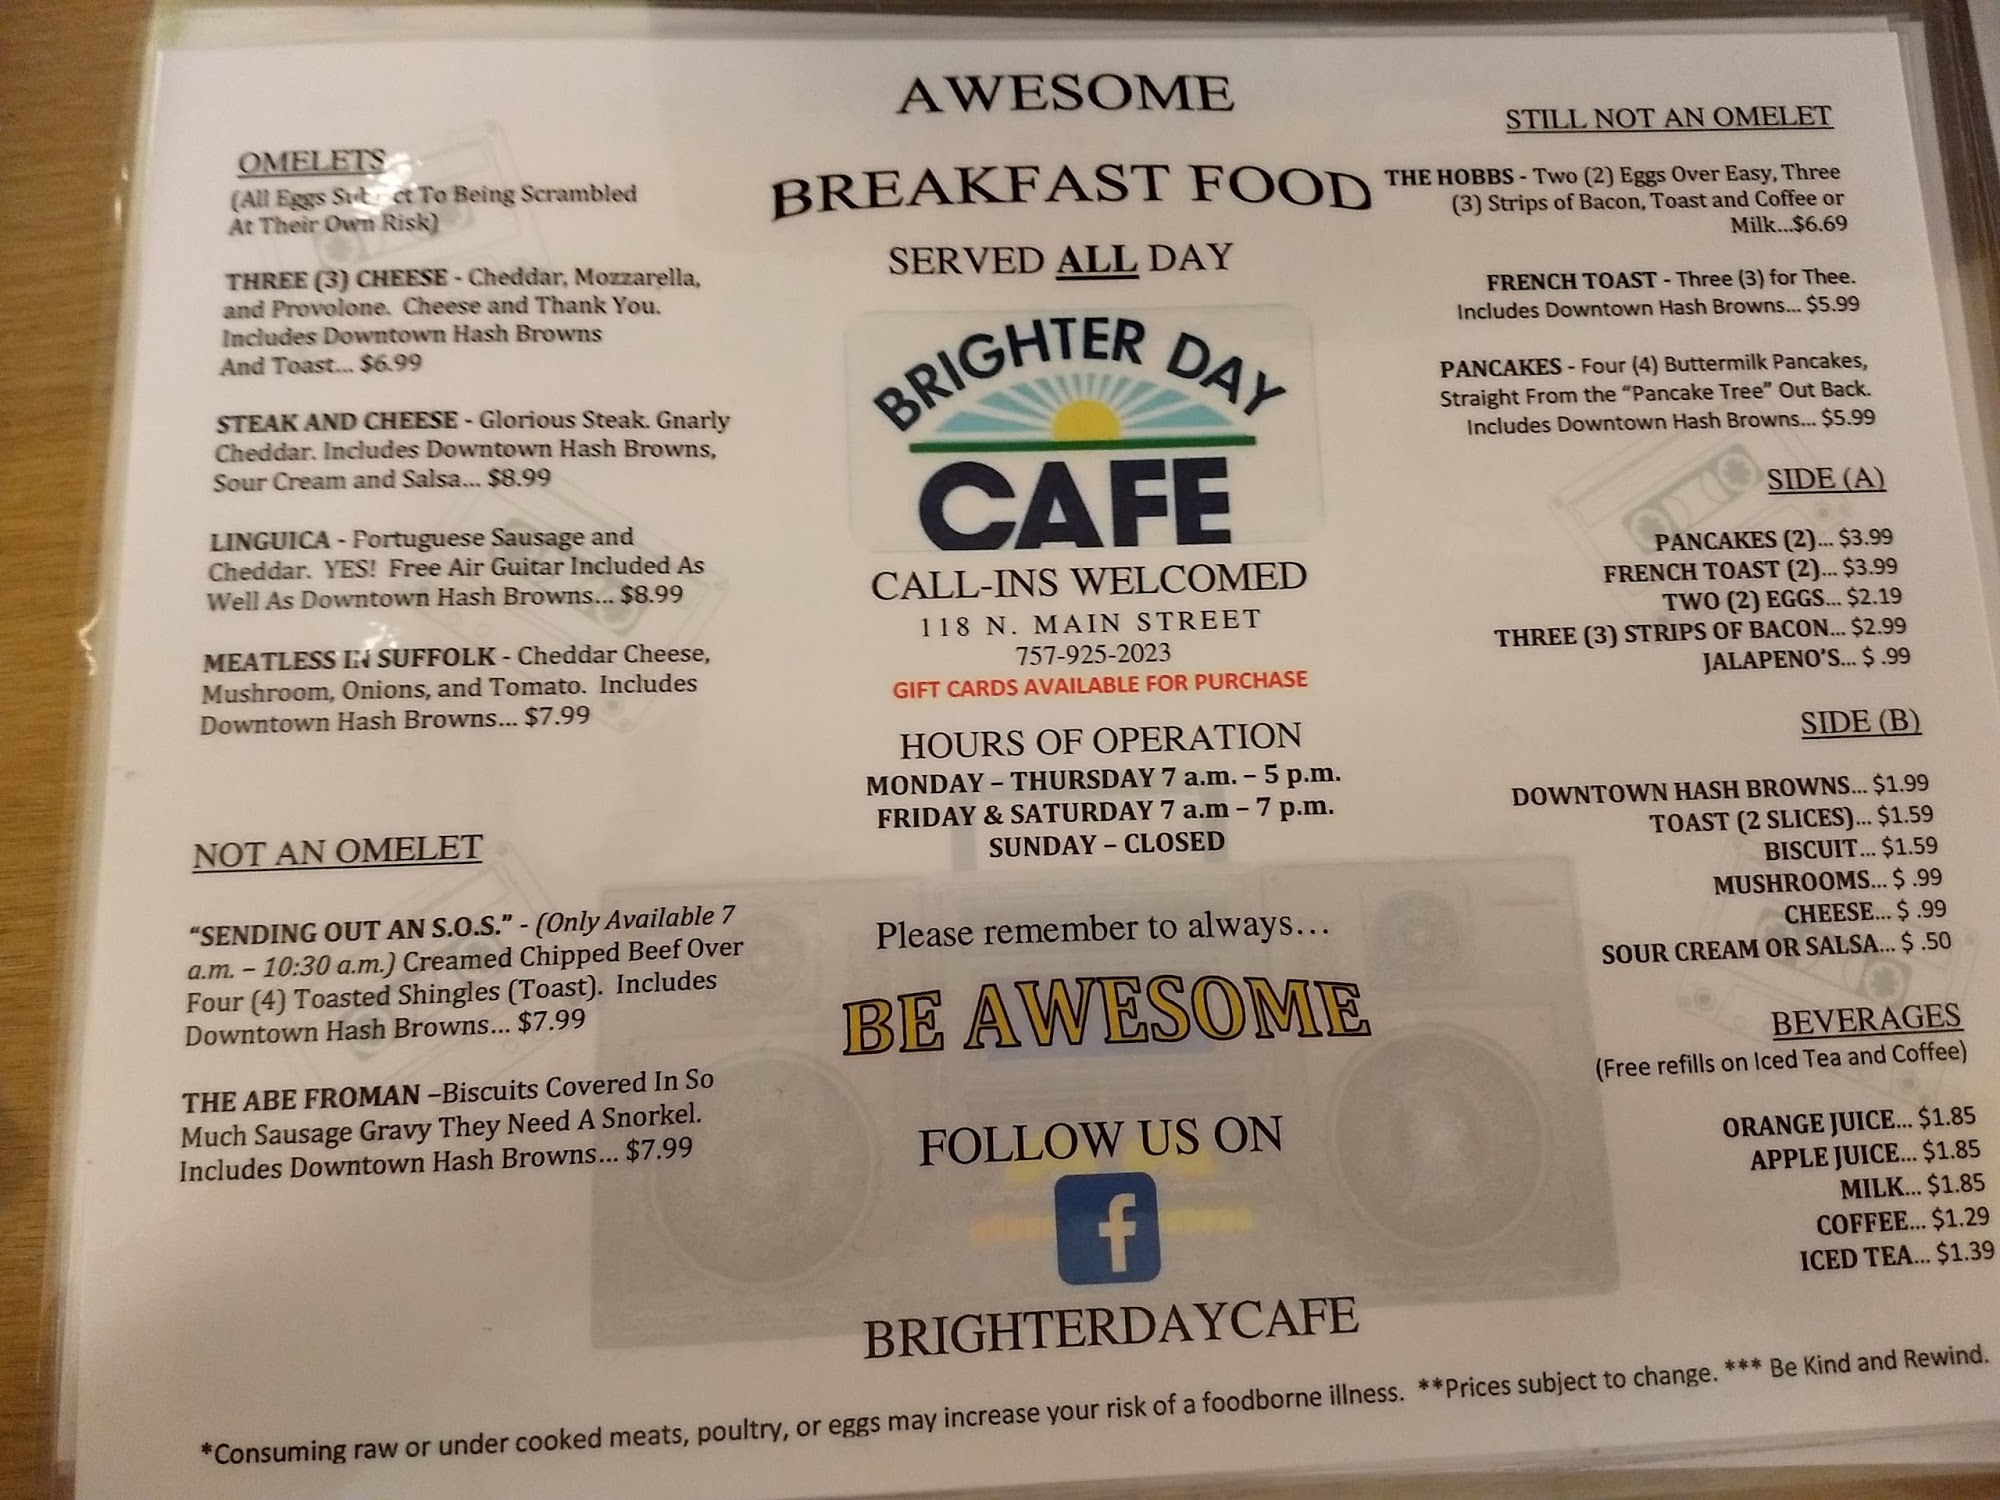 OMELETS
(All Eggs Subject To Being Scrambled
At Their Own Risk)
THREE (3) CHEESE - Cheddar, Mozzarella,
and Provolone. Cheese and Thank You.
Includes Downtown Hash Browns
And Toast... $6.99
STEAK AND CHEESE - Glorious Steak. Gnarly
Cheddar. Includes Downtown Hash Browns,
Sour Cream and Salsa... $8.99
LINGUICA - Portuguese Sausage and
Cheddar. YES! Free Air Guitar Included As
Well As Downtown Hash Browns... $8.99
MEATLESS IN SUFFOLK - Cheddar Cheese,
Mushroom, Onions, and Tomato. Includes
Downtown Hash Browns... $7.99
NOT AN OMELET
"SENDING OUT AN S.O.S." - (Only Available 7
a.m. – 10:30 a.m.) Creamed Chipped Beef Over
Four (4) Toasted Shingles (Toast). Includes
Downtown Hash Browns... $7.99
THE ABE FROMAN –Biscuits Covered In So
Much Sausage Gravy They Need A Snorkel.
Includes Downtown Hash Browns... $7.99
AWESOME
BREAKFAST FOOD
SERVED ALL DAY
BRIGHTER DAY
CAFE
CALL-INS WELCOMED
118 N. MAIN STREET
757-925-2023
GIFT CARDS AVAILABLE FOR PURCHASE
HOURS OF OPERATION
MONDAY – THURSDAY 7 a.m. – 5 p.m.
FRIDAY & SATURDAY 7 a.m – 7 p.m.
SUNDAY – CLOSED
Please remember to always...
BE AWESOME
FOLLOW US ON
f
BRIGHTERDAYCAFE
STILL NOT AN OMELET
THE HOBBS - Two (2) Eggs Over Easy, Three
(3) Strips of Bacon, Toast and Coffee or
Milk...$6.69
FRENCH TOAST - Three (3) for Thee.
Includes Downtown Hash Browns... $5.99
PANCAKES - Four (4) Buttermilk Pancakes,
Straight From the "Pancake Tree" Out Back.
Includes Downtown Hash Browns... $5.99
SIDE (A)
PANCAKES (2)... $3.99
FRENCH TOAST (2)... $3.99
TWO (2) EGGS... $2.19
THREE (3) STRIPS OF BACON... $2.99
JALAPENO'S... $ .99
SIDE (B)
DOWNTOWN HASH BROWNS... $1.99
TOAST (2 SLICES)... $1.59
BISCUIT... $1.59
MUSHROOMS... $ .99
CHEESE... $ .99
SOUR CREAM OR SALSA... $ .50
BEVERAGES
(Free refills on Iced Tea and Coffee)
ORANGE JUICE... $1.85
APPLE JUICE... $1.85
MILK... $1.85
COFFEE... $1.29
ICED TEA... $1.39
*Consuming raw or under cooked meats, poultry, or eggs may increase your risk of a foodborne illness. **Prices subject to change. *** Be Kind and Rewind.